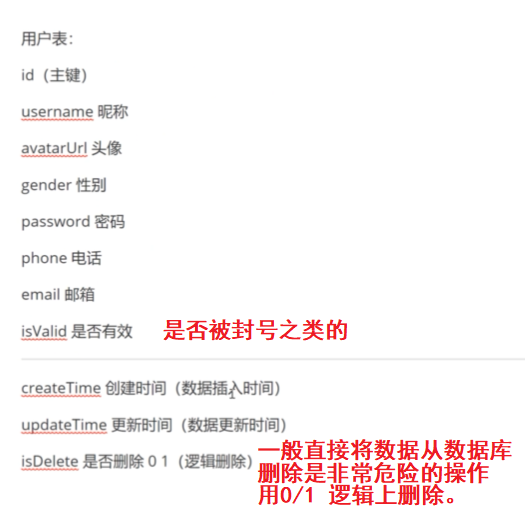 用户表:
id（主键）
username 昵称
avatarUrl 头像
gender 性别
password 密码
phone 电话
email 邮箱
isValid 是否有效 是否被封号之类的
createTime 创建时间（数据插入时间）
updateTime 更新时间（数据更新时间）
isDelete 是否删除 0 1（逻辑删除）
一般直接将数据从数据库
删除是非常危险的操作
用0/1 逻辑上删除。